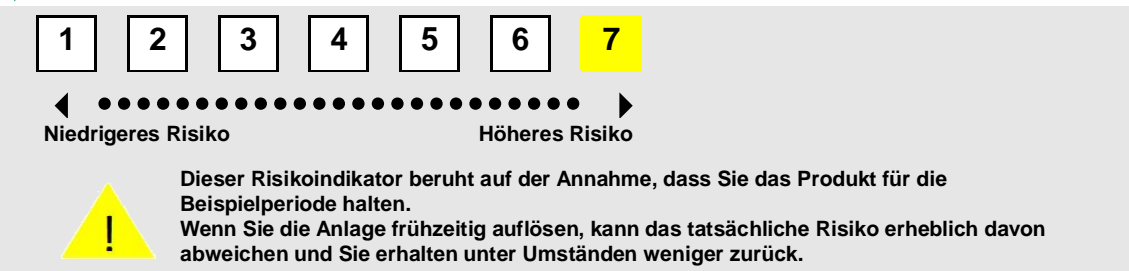 1 2 3 4 5 6 7
Niedrigeres Risiko Höheres Risiko
Dieser Risikoindikator beruht auf der Annahme, dass Sie das Produkt für die
Beispielperiode halten.
!
Wenn Sie die Anlage frühzeitig auflösen, kann das tatsächliche Risiko erheblich davon
abweichen und Sie erhalten unter Umständen weniger zurück.